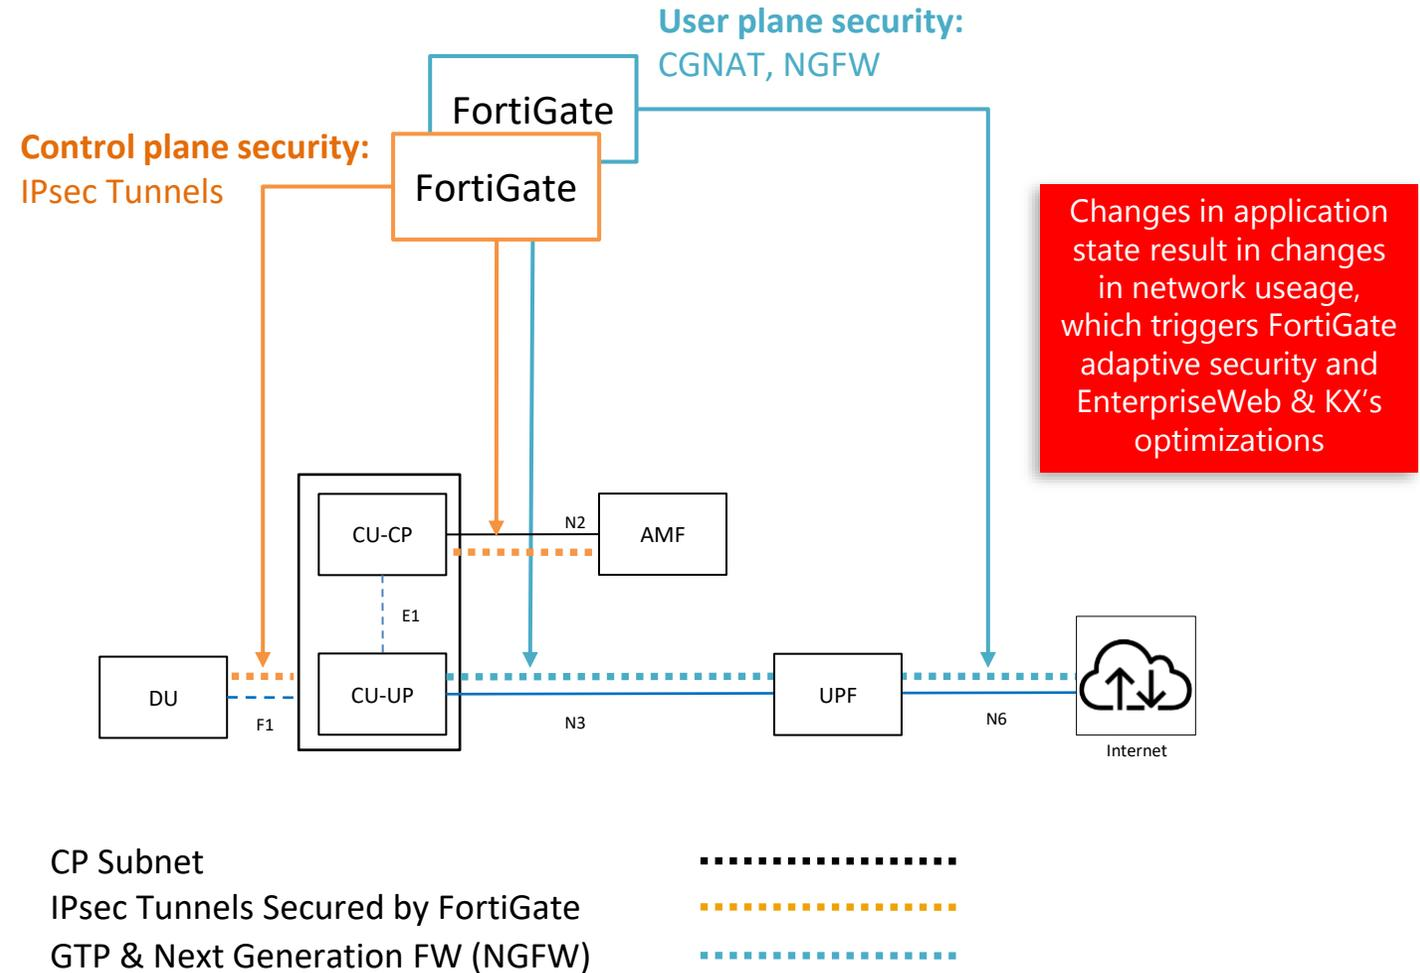 User plane security:
CGNAT, NGFW
FortiGate
Control plane security:
IPsec Tunnels
FortiGate
Changes in application
state result in changes
in network useage,
which triggers FortiGate
adaptive security and
EnterpriseWeb & KX’s
optimizations
CU-CP
N2
AMF
E1
DU
F1
CU-UP
N3
UPF
N6
Internet
CP Subnet
IPsec Tunnels Secured by FortiGate
GTP & Next Generation FW (NGFW)